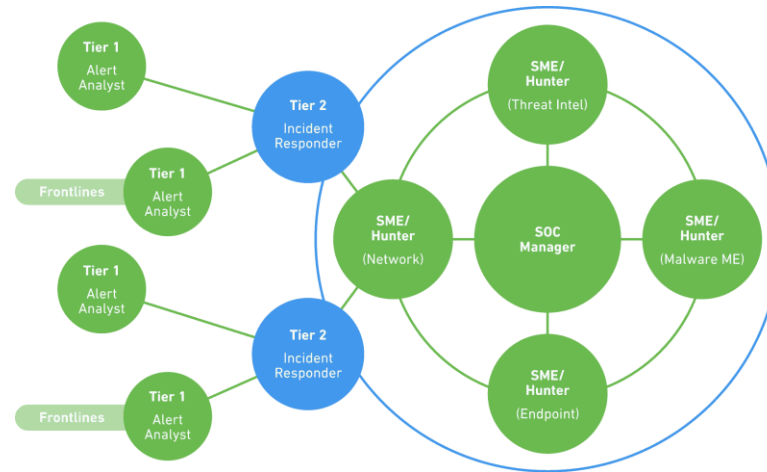 Tier 1
Alert
Analyst
Tier 2
Incident
Responder
Frontlines
Tier 1
Alert
Analyst
Tier 1
Alert
Analyst
Tier 2
Incident
Responder
Frontlines
Tier 1
Alert
Analyst
SME/
Hunter
(Threat Intel)
SME/
Hunter
(Network)
SOC
Manager
SME/
Hunter
(Malware ME)
SME/
Hunter
(Endpoint)